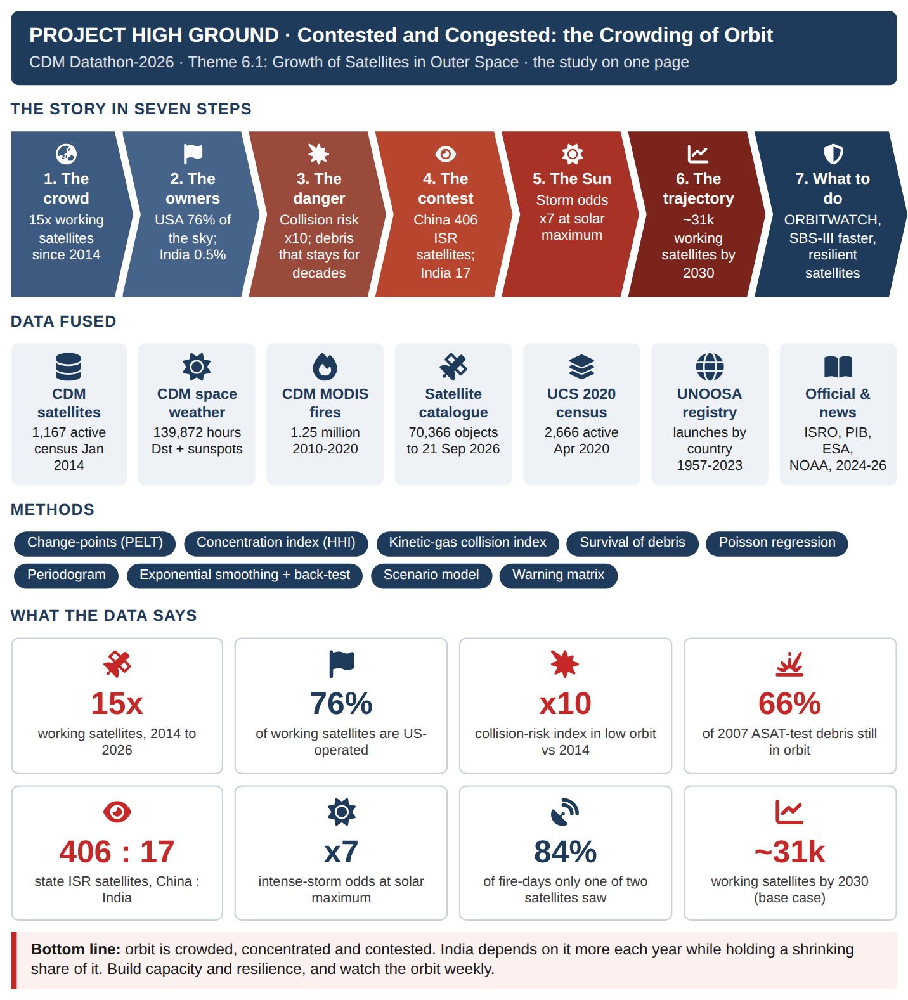 PROJECT HIGH GROUND · Contested and Congested: the Crowding of Orbit
CDM Datathon-2026 · Theme 6.1: Growth of Satellites in Outer Space · the study on one page
THE STORY IN SEVEN STEPS
1. The
crowd
15x working
satellites
since 2014
2. The
owners
USA 76% of
the sky;
India 0.5%
3. The
danger
Collision risk
x10; debris
that stays for
decades
4. The
contest
China 406
ISR
satellites;
India 17
5. The Sun
Storm odds
x7 at solar
maximum
6. The
trajectory
~31k
working
satellites by
2030
7. What to
do
ORBITWATCH,
SBS-III faster,
resilient
satellites
DATA FUSED
CDM
satellites
1,167 active
census Jan
2014
CDM space
weather
139,872 hours
Dst + sunspots
CDM MODIS
fires
1.25 million
2010-2020
Satellite
catalogue
70,366 objects
to 21 Sep 2026
UCS 2020
census
2,666 active
Apr 2020
UNOOSA
registry
launches by
country
1957-2023
Official &
news
ISRO, PIB,
ESA,
NOAA, 2024-26
METHODS
Change-points (PELT)
Concentration index (HHI)
Kinetic-gas collision index
Survival of debris
Poisson regression
Periodogram
Exponential smoothing + back-test
Scenario model
Warning matrix
WHAT THE DATA SAYS
15x
working satellites, 2014 to
2026
76%
of working satellites are US-
operated
x10
collision-risk index in low orbit
vs 2014
66%
of 2007 ASAT-test debris still
in orbit
406 : 17
state ISR satellites, China :
India
x7
intense-storm odds at solar
maximum
84%
of fire-days only one of two
satellites saw
~31k
working satellites by 2030
(base case)
Bottom line: orbit is crowded, concentrated and contested. India depends on it more each year while holding a shrinking
share of it. Build capacity and resilience, and watch the orbit weekly.